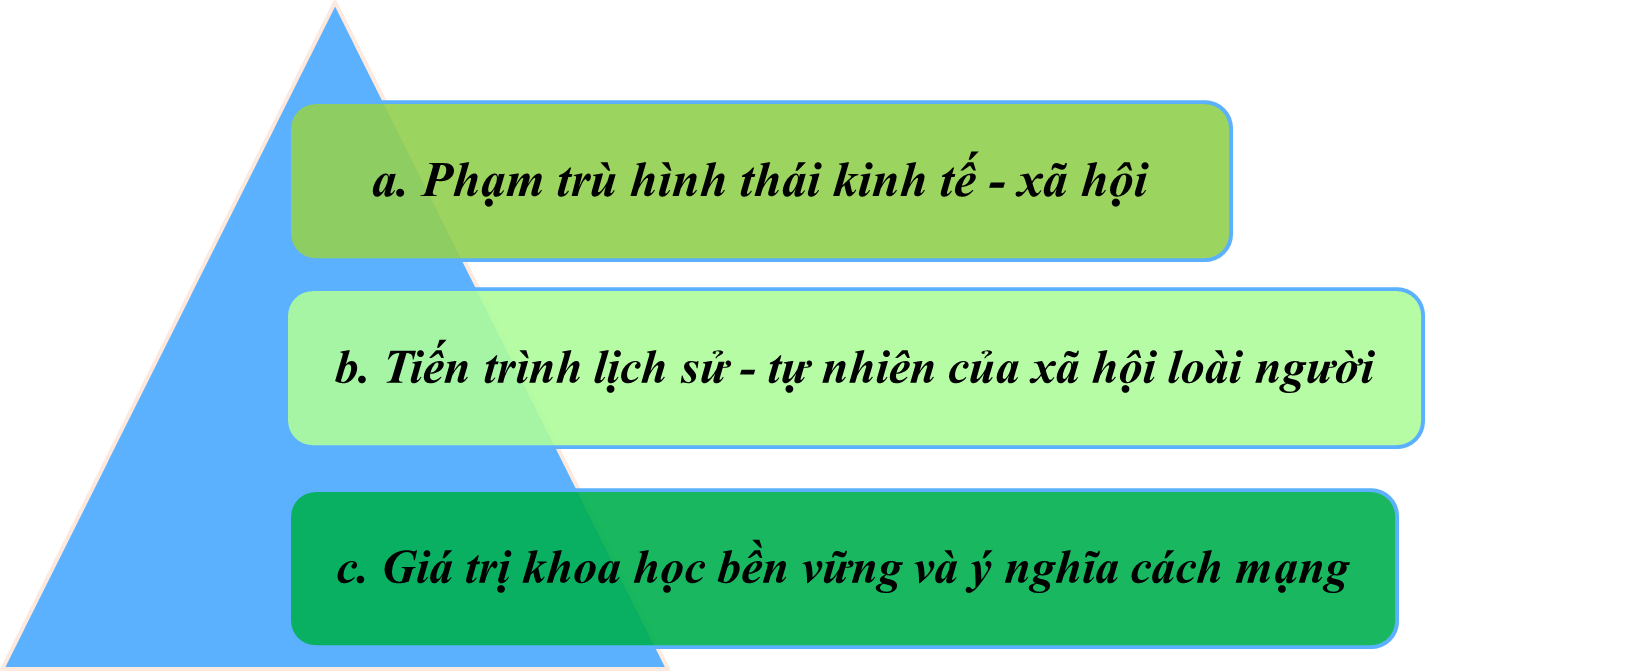 a. Phạm trù hình thái kinh tế - xã hội
b. Tiến trình lịch sử - tự nhiên của xã hội loài người
c. Giá trị khoa học bền vững và ý nghĩa cách mạng